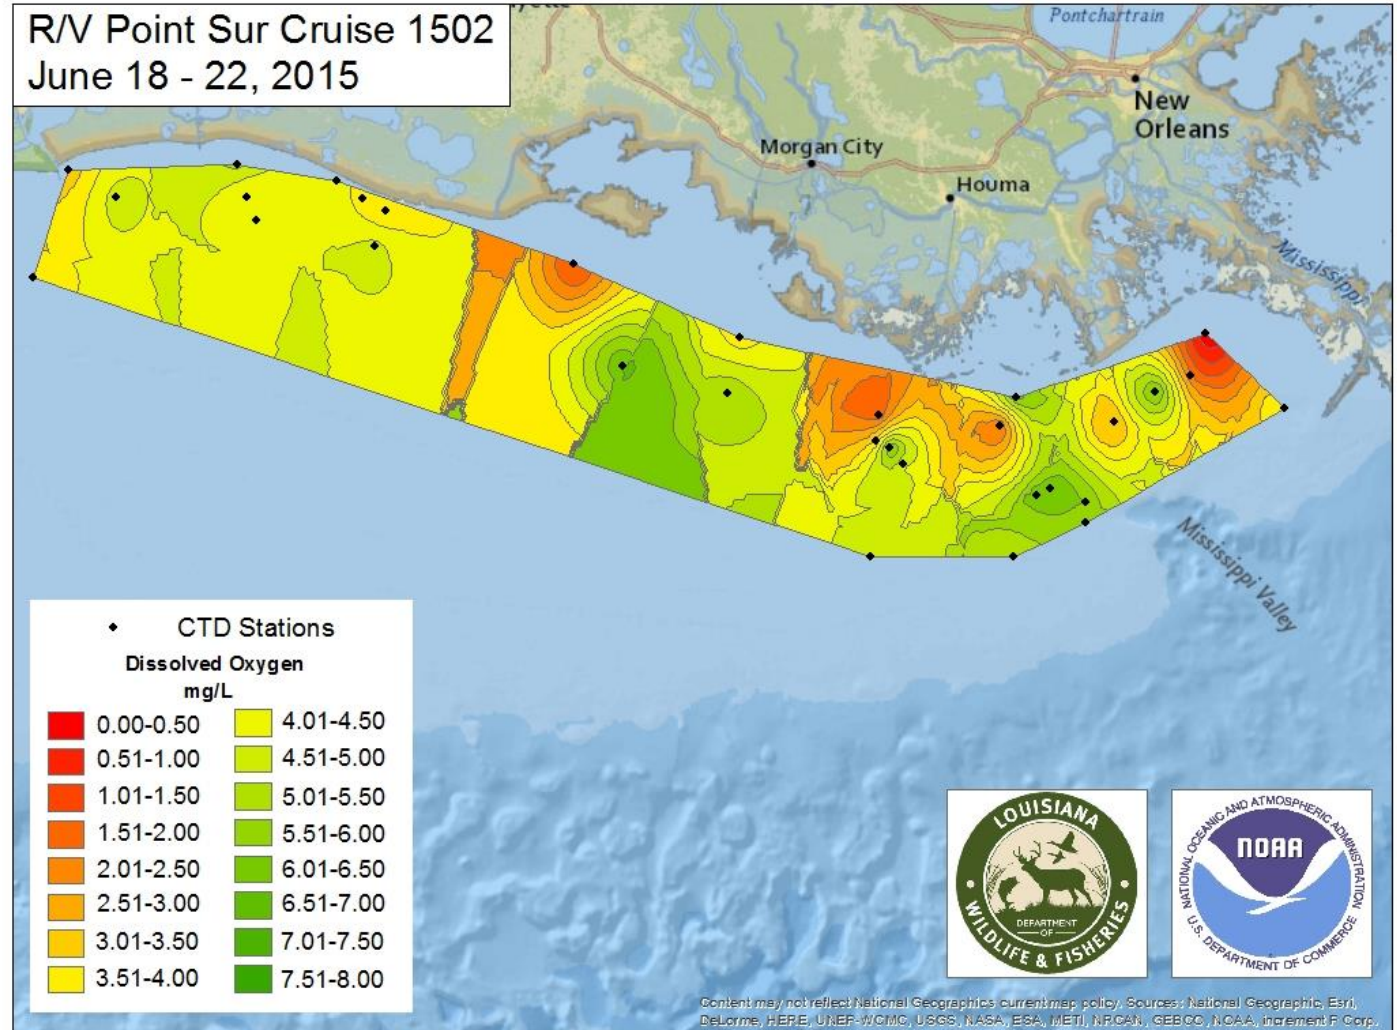 R/V Point Sur Cruise 1502
June 18 - 22, 2015
Pontchartrain
New
Orleans
Morgan City
Houma
Mississippi
Mississippi Valley
CTD Stations
Dissolved Oxygen
mg/L
0.00-0.50
0.51-1.00
1.01-1.50
1.51-2.00
2.01-2.50
2.51-3.00
3.01-3.50
3.51-4.00
4.01-4.50
4.51-5.00
5.01-5.50
5.51-6.00
6.01-6.50
6.51-7.00
7.01-7.50
7.51-8.00
LOUISIANA
DEPARTMENT
OF
WILDLIFE & FISHERIES
NATIONAL OCEANIC AND ATMOSPHERIC ADMINISTRATION
NOAA
U.S. DEPARTMENT OF COMMERCE
Content may not reflect National Geographic's current map policy. Sources: National Geographic, Esri,
DeLorme, HERE, UNEP-WCMC, USGS, NASA, ESA, METI, NRCAN, GEBCO, NOAA, increment P Corp.